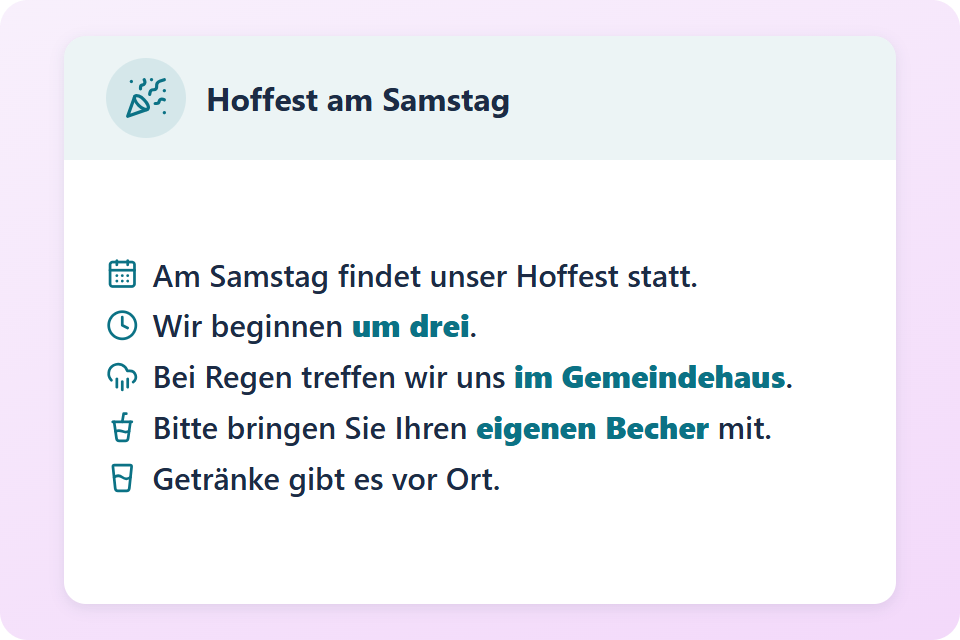 Hoffest am Samstag
Am Samstag findet unser Hoffest statt.
Wir beginnen um drei.
Bei Regen treffen wir uns im Gemeindehaus.
Bitte bringen Sie Ihren eigenen Becher mit.
Getränke gibt es vor Ort.